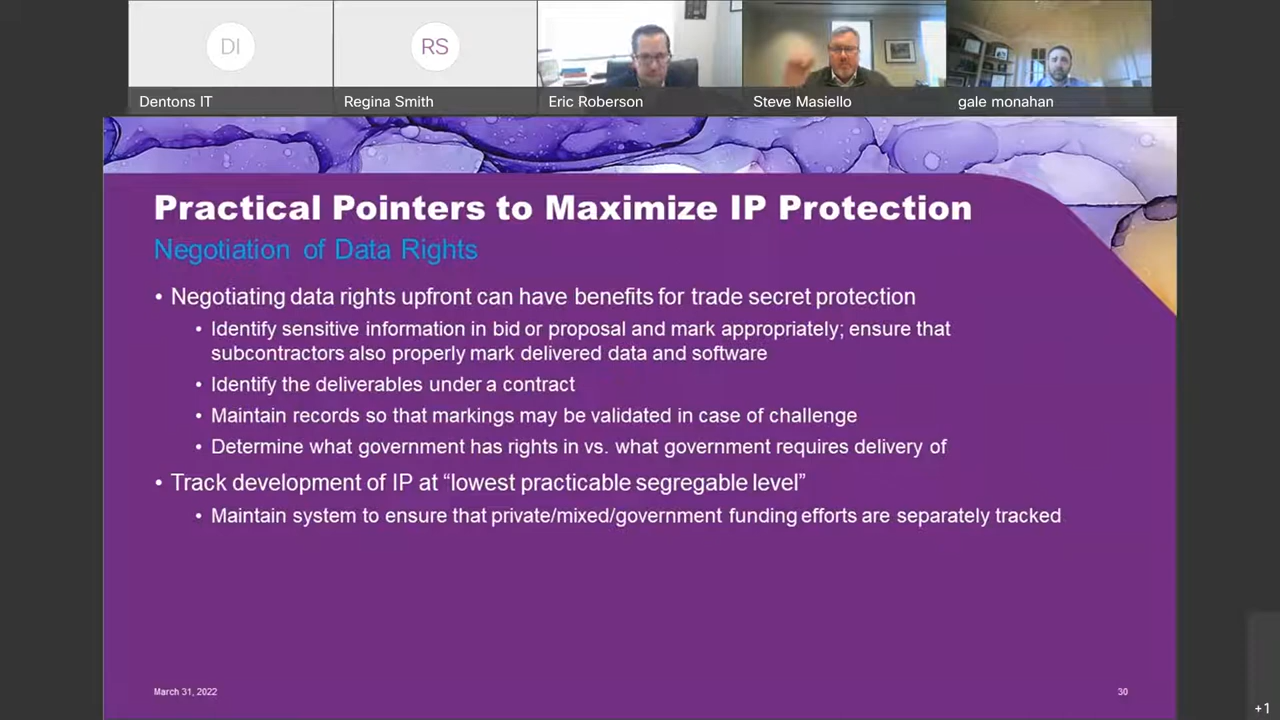 DI
RS
Dentons IT
Regina Smith
Eric Roberson
Steve Masiello
gale monahan
Practical Pointers to Maximize IP Protection
Negotiation of Data Rights
• Negotiating data rights upfront can have benefits for trade secret protection
• Identify sensitive information in bid or proposal and mark appropriately; ensure that
subcontractors also properly mark delivered data and software
• Identify the deliverables under a contract
• Maintain records so that markings may be validated in case of challenge
• Determine what government has rights in vs. what government requires delivery of
• Track development of IP at “lowest practicable segregable level”
• Maintain system to ensure that private/mixed/government funding efforts are separately tracked
March 31, 2022
30
+1